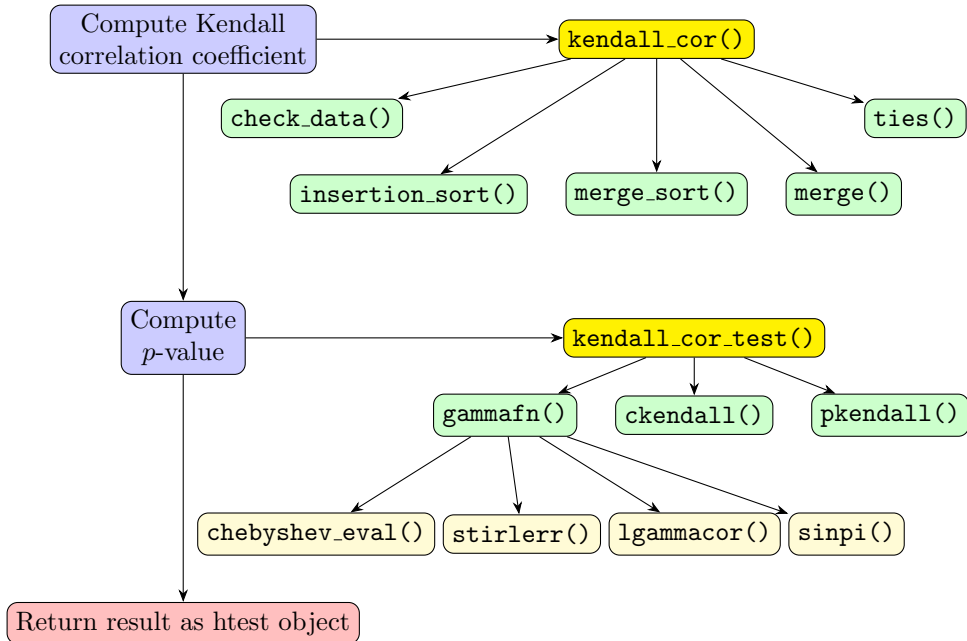 Compute Kendall
correlation coefficient
kendall_cor()
check_data()
ties()
insertion_sort()
merge_sort()
merge()
Compute
p-value
kendall_cor_test()
gammafn()
ckendall()
pkendall()
chebyshev_eval()
stirlerr()
lgammacor()
sinpi()
Return result as htest object